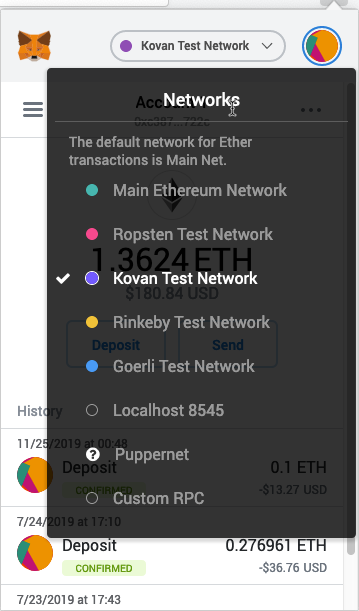 Kovan Test Network
Networks
Account
0xc387...722c
The default network for Ether
transactions is Main Net.
Main Ethereum Network
Ropsten Test Network
1.3624 ETH
Kovan Test Network
$180.84 USD
Rinkeby Test Network
Deposit
Send
Goerli Test Network
History
Localhost 8545
11/25/2019 at 00:48
Puppernet
Deposit
0.1 ETH
CONFIRMED
-$13.27 USD
Custom RPC
7/24/2019 at 17:10
Deposit
0.276961 ETH
CONFIRMED
-$36.76 USD
7/23/2019 at 17:43